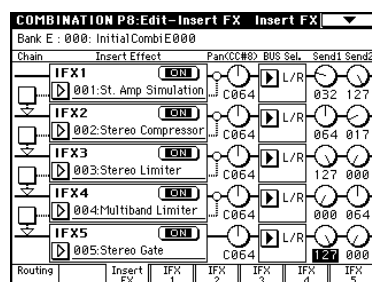 COMBINATION P8:Edit-Insert FX Insert FX
Bank E : 000: InitialCombiE000
Chain Insert Effect Pan(CC#8) BUS Sel. Send1 Send2
IFX1 ON
001:St. Amp Simulation C064 L/R 032 127
IFX2 ON
002:Stereo Compressor C064 L/R 064 017
IFX3 ON
003:Stereo Limiter C064 L/R 127 000
IFX4 ON
004:Multiband Limiter C064 L/R 000 064
IFX5 ON
005:Stereo Gate C064 L/R 127 000
Routing Insert FX IFX 1 IFX 2 IFX 3 IFX 4 IFX 5